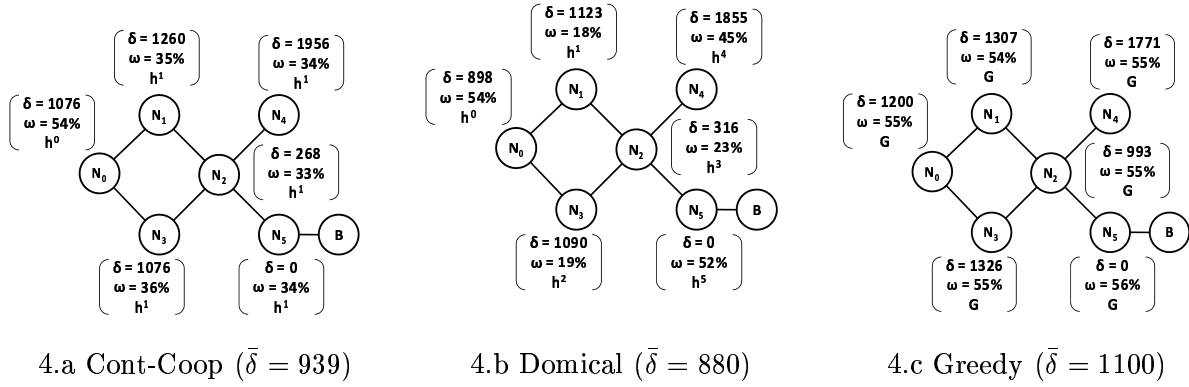 δ = 1260
ω = 35%
h¹
δ = 1956
ω = 34%
h¹
δ = 1076
ω = 54%
h⁰
N₁
N₄
δ = 268
ω = 33%
h¹
N₀
N₂
N₃
N₅
B
δ = 1076
ω = 36%
h¹
δ = 0
ω = 34%
h¹
4.a Cont-Coop (δ̄ = 939)
δ = 1123
ω = 18%
h¹
δ = 1855
ω = 45%
h⁴
δ = 898
ω = 54%
h⁰
N₁
N₄
δ = 316
ω = 23%
h³
N₀
N₂
N₃
N₅
B
δ = 1090
ω = 19%
h²
δ = 0
ω = 52%
h⁵
4.b Domical (δ̄ = 880)
δ = 1307
ω = 54%
G
δ = 1771
ω = 55%
G
δ = 1200
ω = 55%
G
N₁
N₄
δ = 993
ω = 55%
G
N₀
N₂
N₃
N₅
B
δ = 1326
ω = 55%
G
δ = 0
ω = 56%
G
4.c Greedy (δ̄ = 1100)